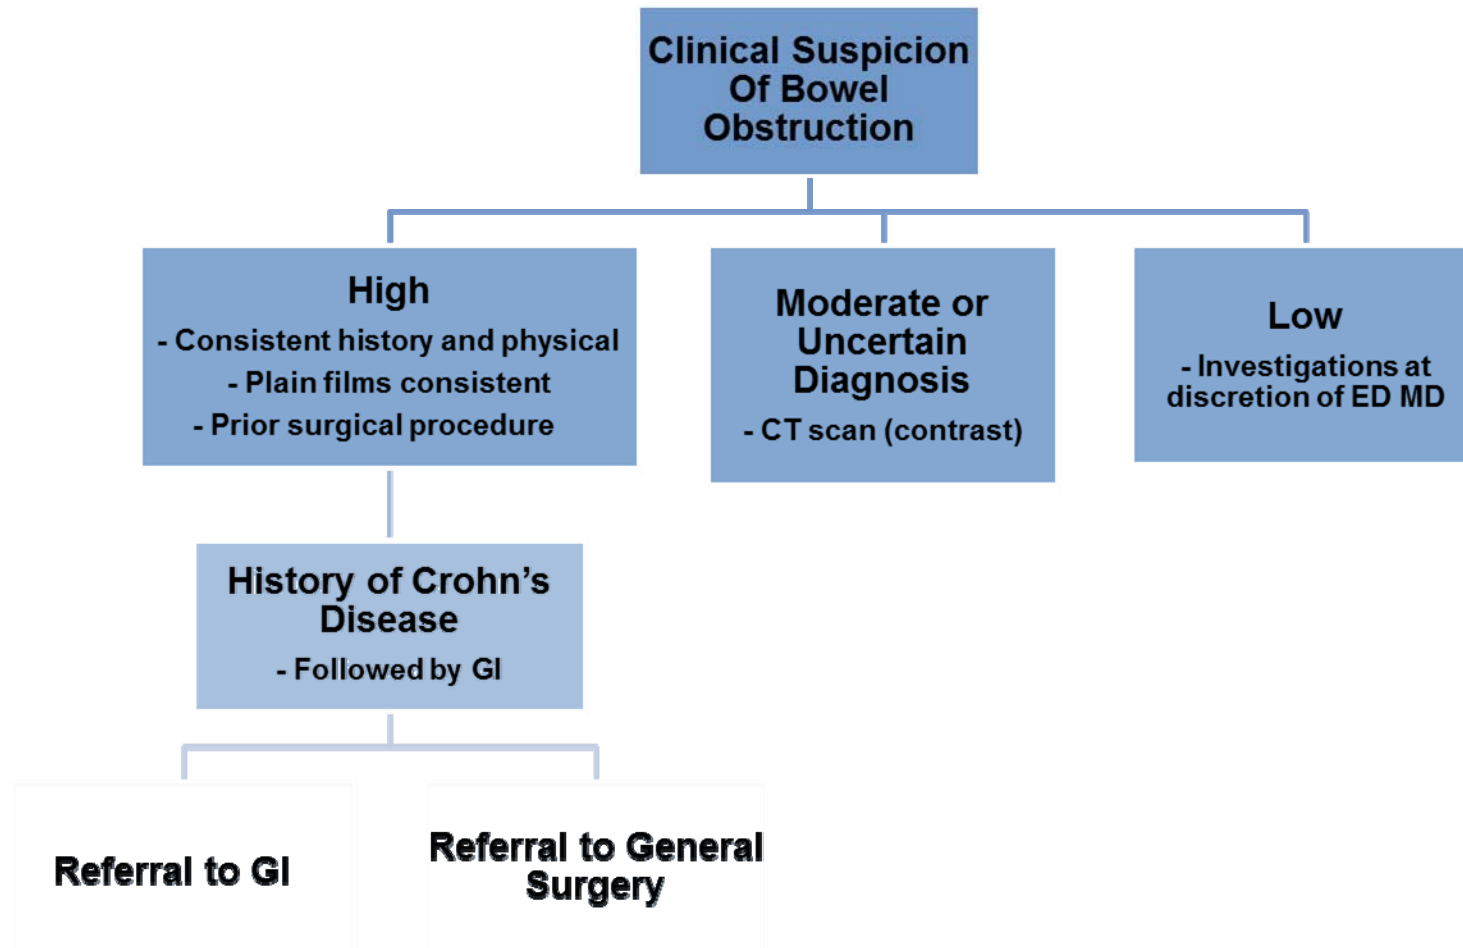 Clinical Suspicion
Of Bowel
Obstruction
High
- Consistent history and physical
- Plain films consistent
- Prior surgical procedure
Moderate or
Uncertain
Diagnosis
- CT scan (contrast)
Low
- Investigations at
discretion of ED MD
History of Crohn’s
Disease
- Followed by GI
Referral to GI
Referral to General
Surgery